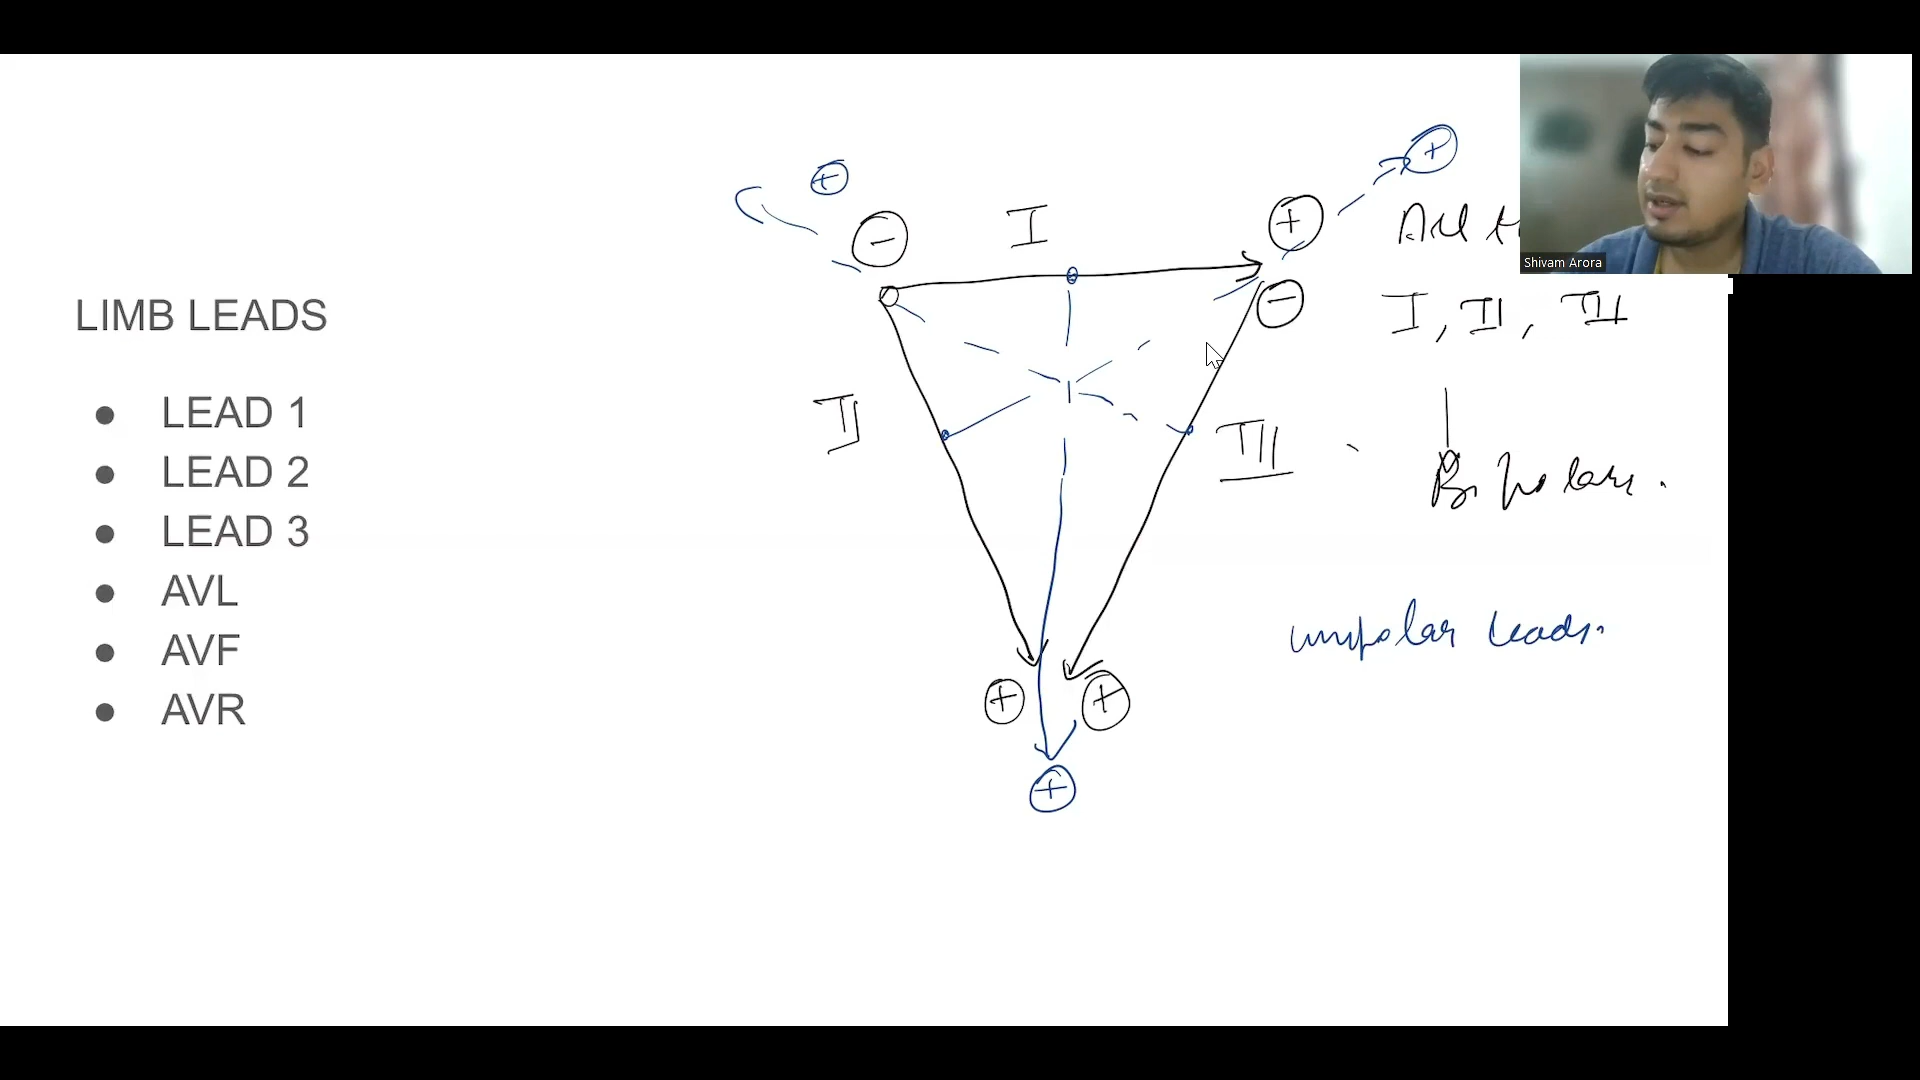 LIMB LEADS
● LEAD 1
● LEAD 2
● LEAD 3
● AVL
● AVF
● AVR
+ +
- I +
-
II III
+ +
+
All
I, II, III
Bipolar.
unipolar leads.
Shivam Arora